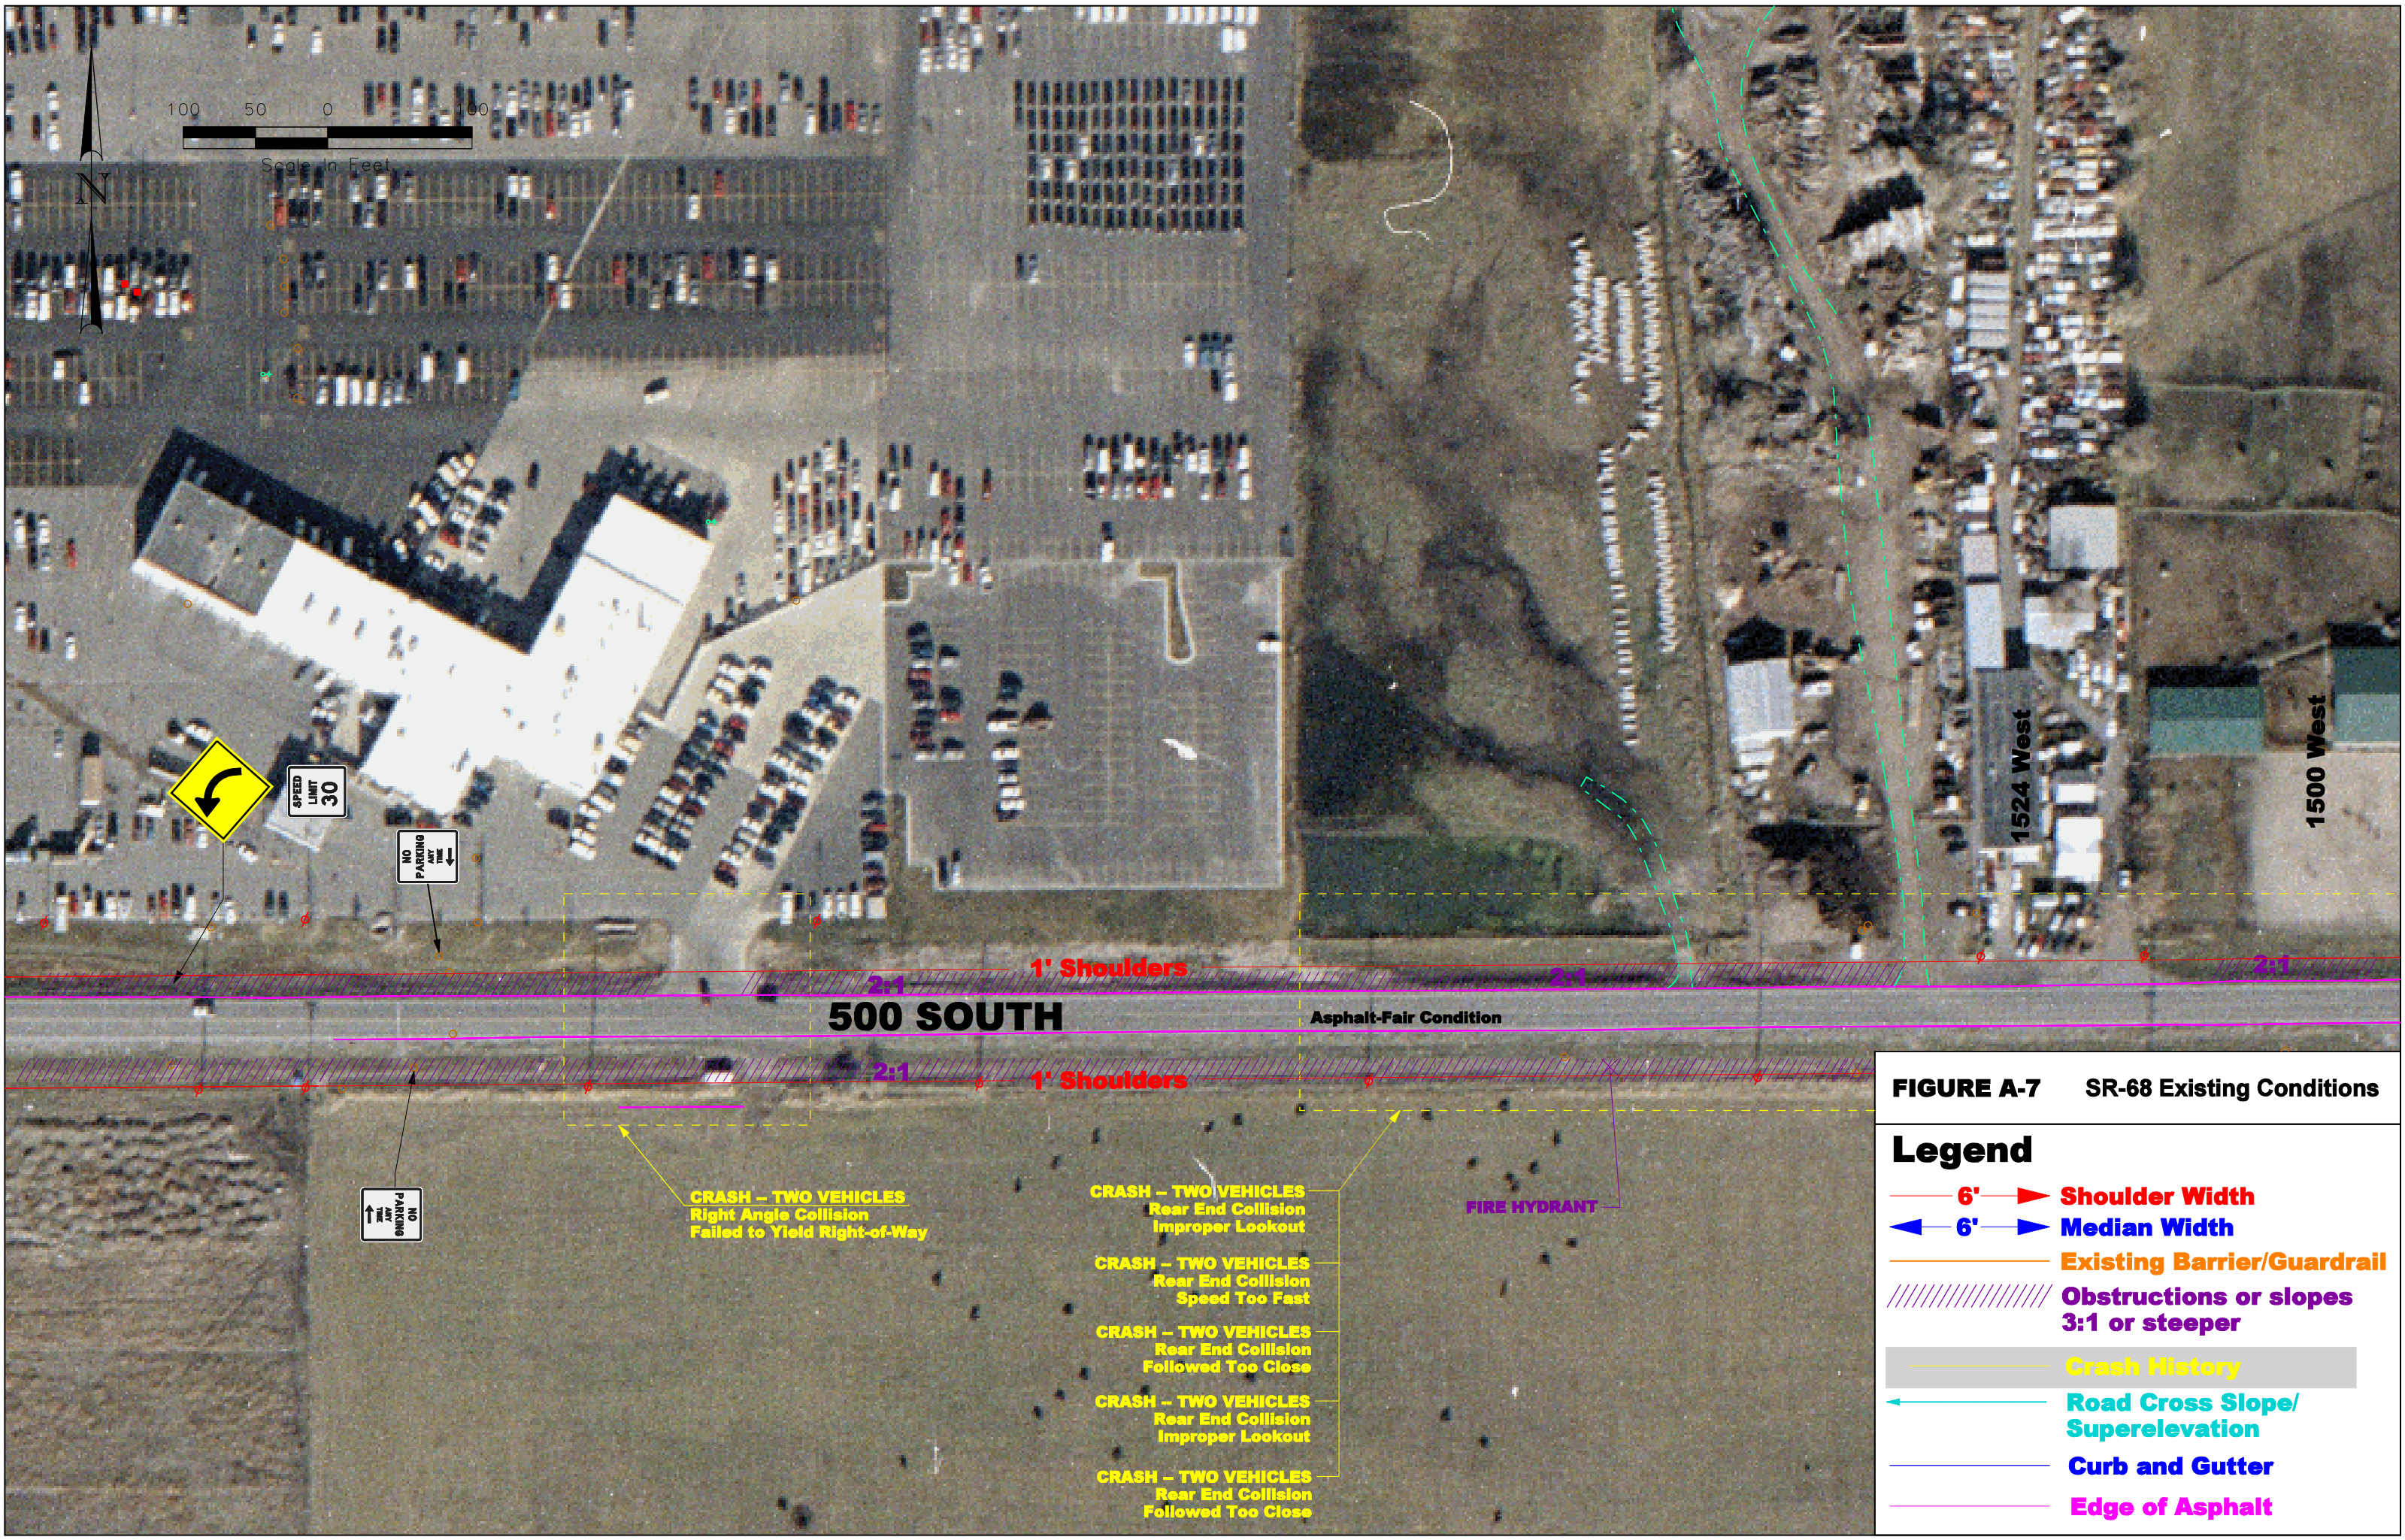 100 50 0 100
Scale In Feet
N
SPEED
LIMIT
30
NO
PARKING
ANY
TIME
1524 West
1500 West
1' Shoulders
2:1
2:1
2:1
500 SOUTH
Asphalt-Fair Condition
2:1
1' Shoulders
NO
PARKING
ANY
TIME
CRASH – TWO VEHICLES
Right Angle Collision
Failed to Yield Right-of-Way
CRASH – TWO VEHICLES
Rear End Collision
Improper Lookout
CRASH – TWO VEHICLES
Rear End Collision
Speed Too Fast
CRASH – TWO VEHICLES
Rear End Collision
Followed Too Close
CRASH – TWO VEHICLES
Rear End Collision
Improper Lookout
CRASH – TWO VEHICLES
Rear End Collision
Followed Too Close
FIRE HYDRANT
FIGURE A-7 SR-68 Existing Conditions
Legend
6' Shoulder Width
6' Median Width
Existing Barrier/Guardrail
Obstructions or slopes
3:1 or steeper
Crash History
Road Cross Slope/
Superelevation
Curb and Gutter
Edge of Asphalt